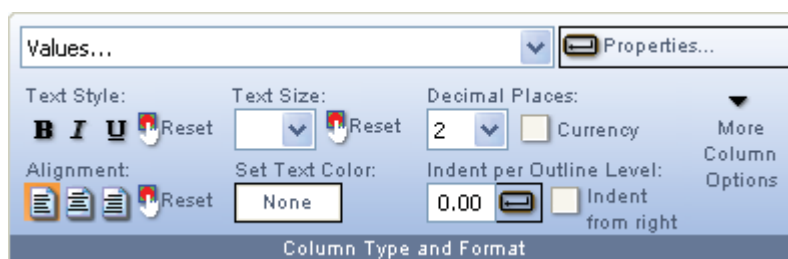 Values...
Properties...
Text Style:
Text Size:
Decimal Places:
B I U Reset
Reset
2
Currency
More
Column
Options
Alignment:
Set Text Color:
Indent per Outline Level:
Reset
None
0.00
Indent
from right
Column Type and Format